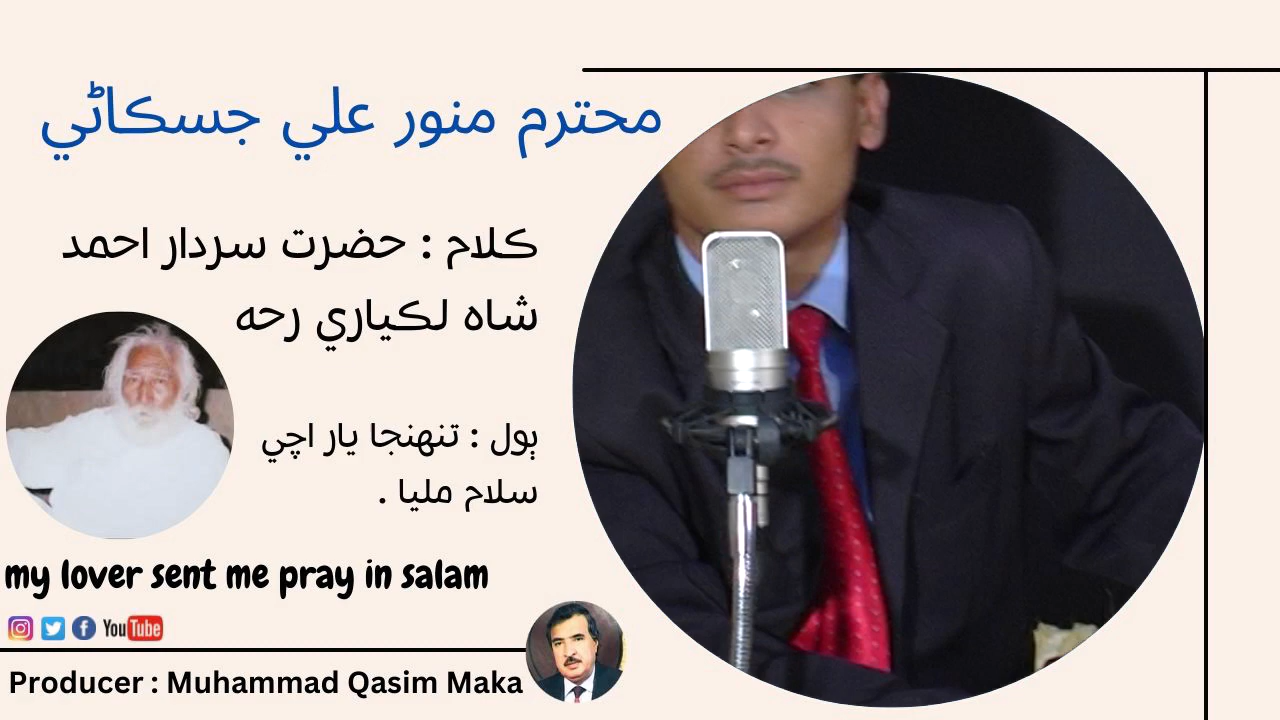 محترم منور علي جسڪاڻي
ڪلام : حضرت سردار احمد
شاه لڪياري رحه
ٻول : تنهنجا يار اچي
سلام مليا .
my lover sent me pray in salam
YouTube
Producer : Muhammad Qasim Maka